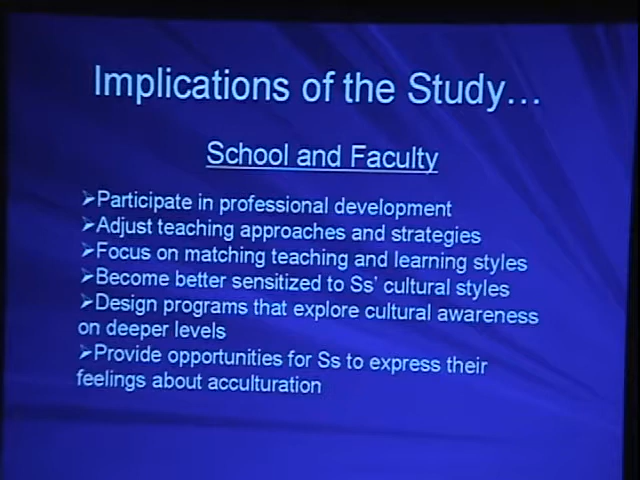 Implications of the Study…
School and Faculty
➢Participate in professional development
➢Adjust teaching approaches and strategies
➢Focus on matching teaching and learning styles
➢Become better sensitized to Ss' cultural styles
➢Design programs that explore cultural awareness
on deeper levels
➢Provide opportunities for Ss to express their
feelings about acculturation